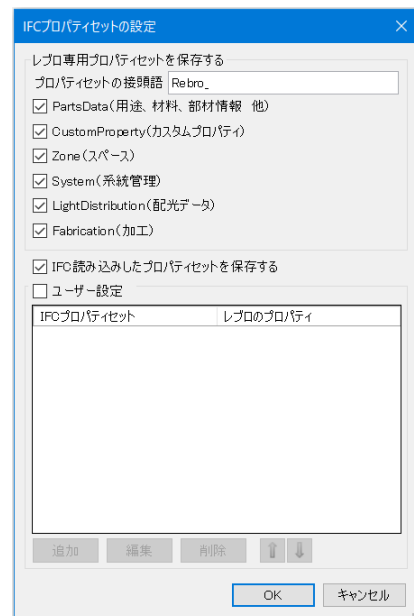 IFCプロパティセットの設定
レブロ専用プロパティセットを保存する
プロパティセットの接頭語 Rebro_
PartsData(用途、材料、部材情報 他)
CustomProperty(カスタムプロパティ)
Zone(スペース)
System(系統管理)
LightDistribution(配光データ)
Fabrication(加工)
IFC読み込みしたプロパティセットを保存する
ユーザー設定
IFCプロパティセット レブロのプロパティ
追加 編集 削除
OK キャンセル